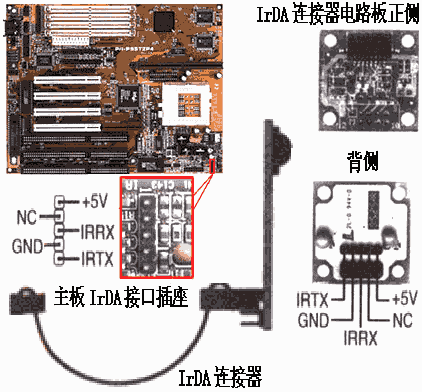 IrDA 连接器电路板正侧
P/I-P55T2P4
背侧
+5V
NC
IRRX
GND
IRTX
主板 IrDA 接口插座
IRTX
+5V
GND
NC
IRRX
IrDA 连接器